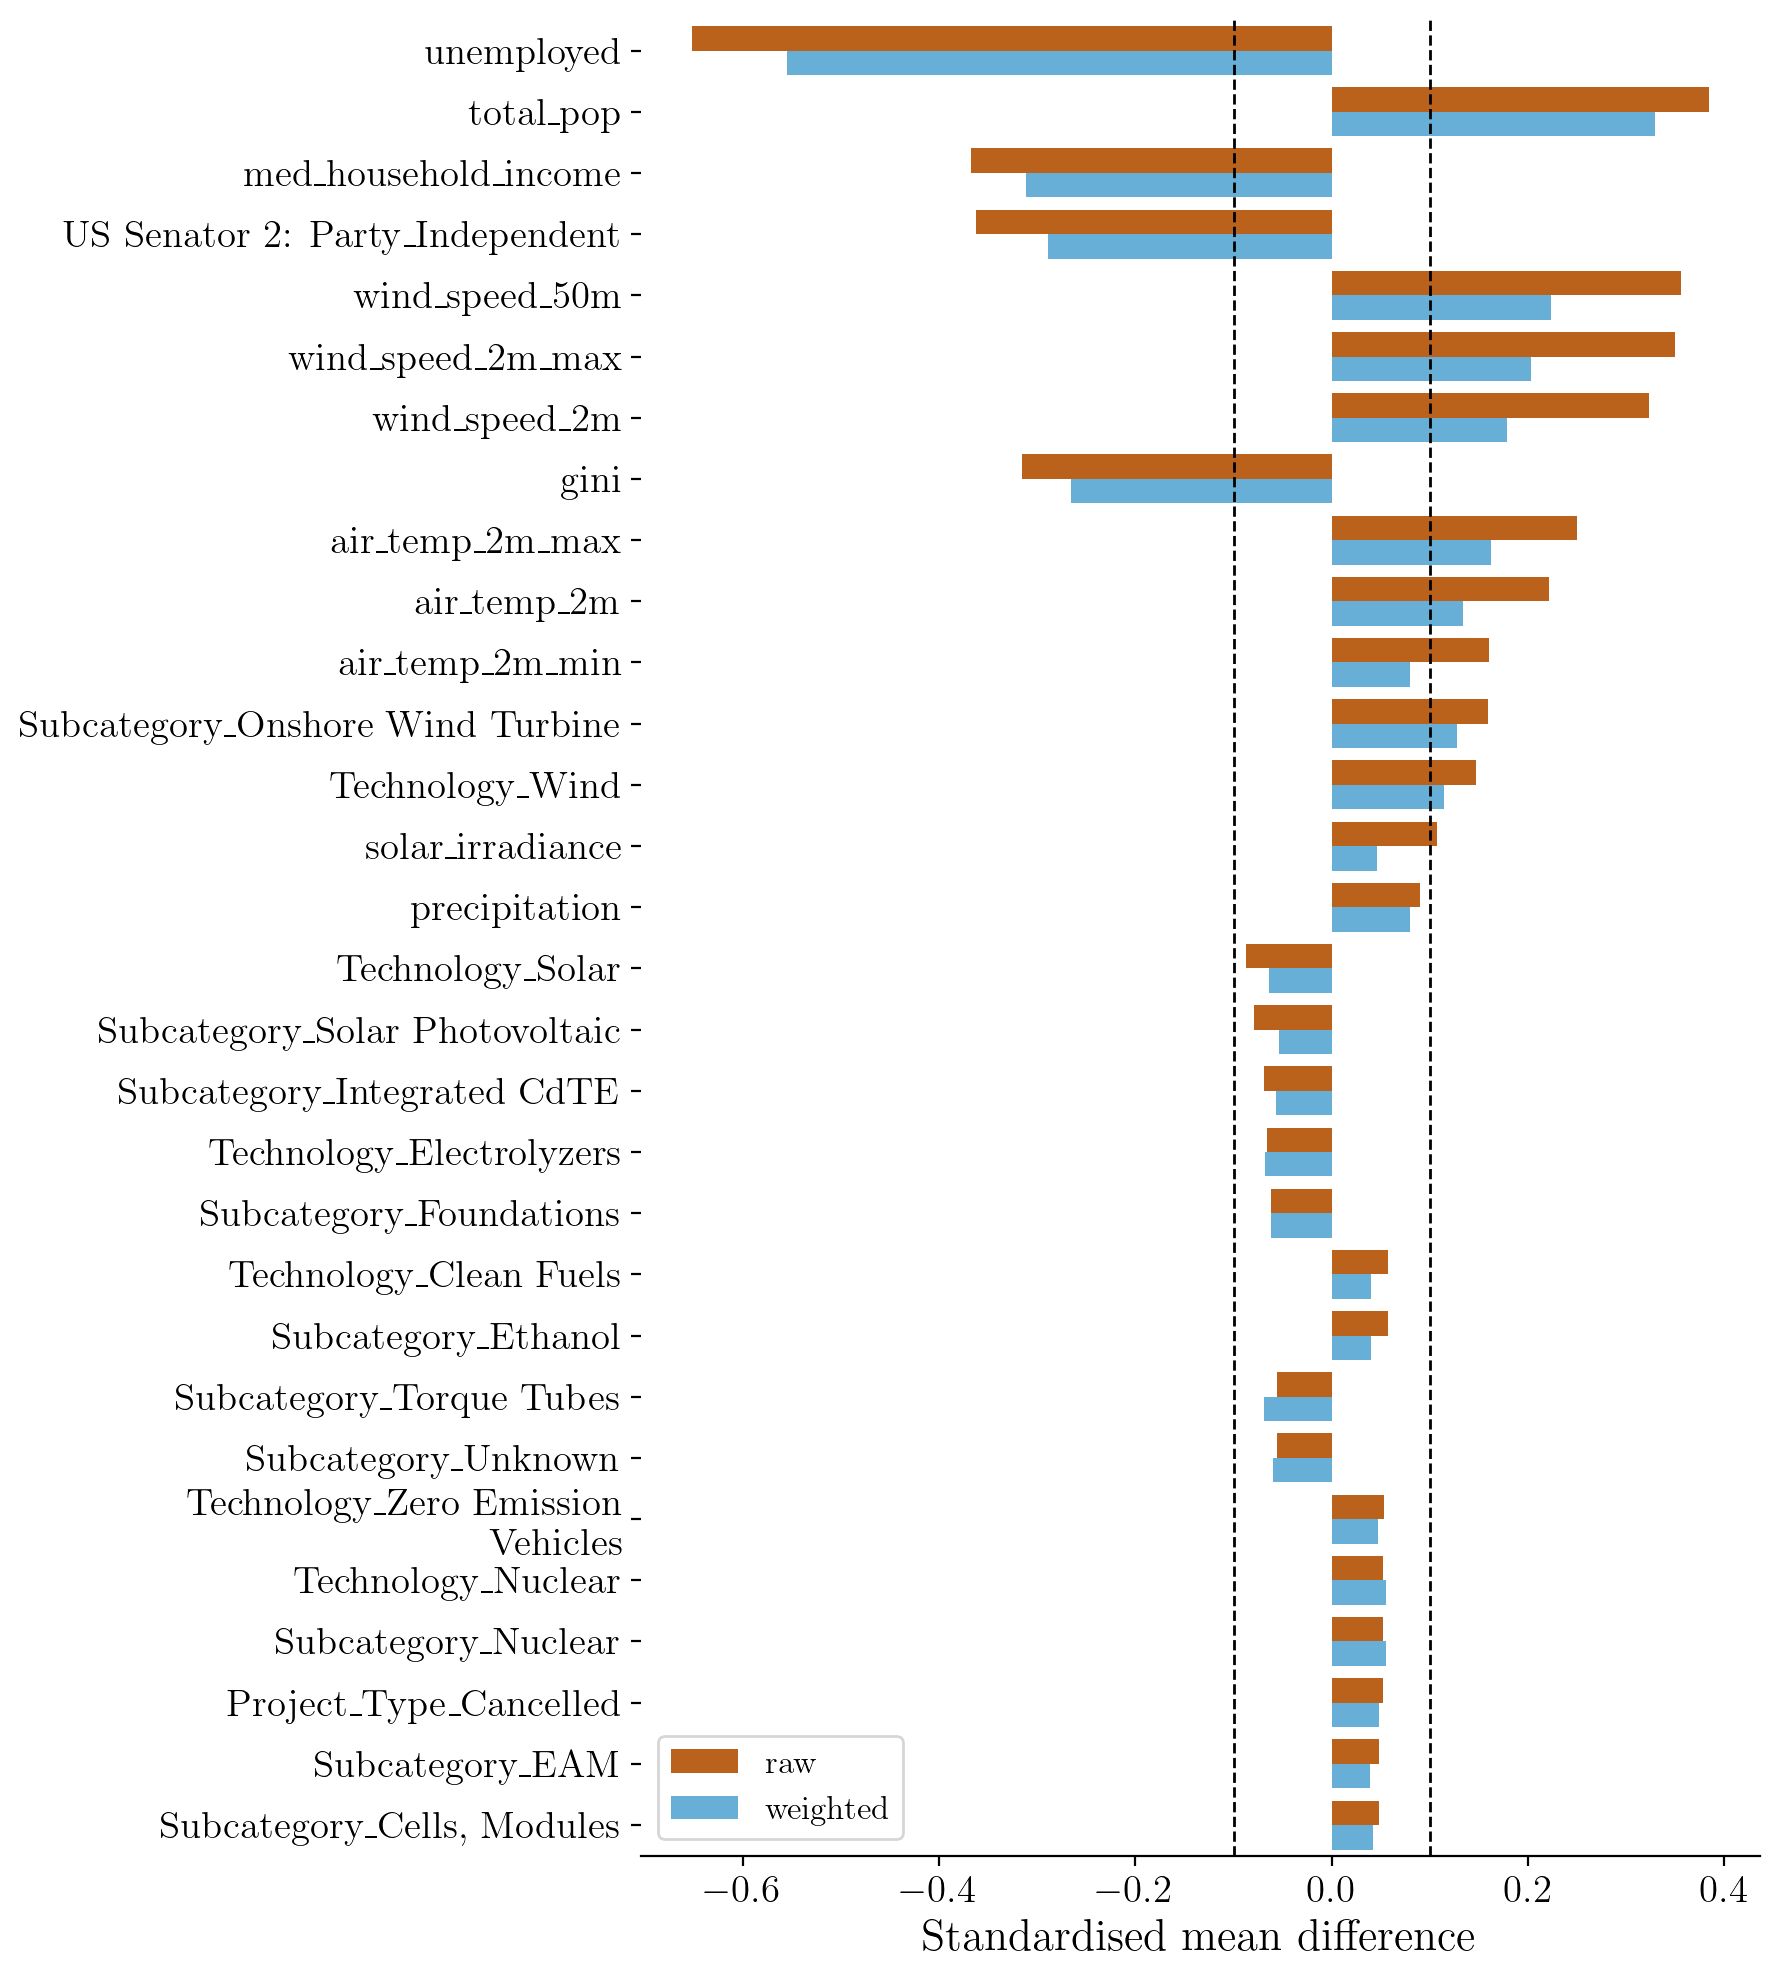 unemployed
total_pop
med_household_income
US Senator 2: Party_Independent
wind_speed_50m
wind_speed_2m_max
wind_speed_2m
gini
air_temp_2m_max
air_temp_2m
air_temp_2m_min
Subcategory_Onshore Wind Turbine
Technology_Wind
solar_irradiance
precipitation
Technology_Solar
Subcategory_Solar Photovoltaic
Subcategory_Integrated CdTE
Technology_Electrolyzers
Subcategory_Foundations
Technology_Clean Fuels
Subcategory_Ethanol
Subcategory_Torque Tubes
Subcategory_Unknown
Technology_Zero Emission
Vehicles
Technology_Nuclear
Subcategory_Nuclear
Project_Type_Cancelled
Subcategory_EAM
Subcategory_Cells, Modules
raw
weighted
−0.6 −0.4 −0.2 0.0 0.2 0.4
Standardised mean difference